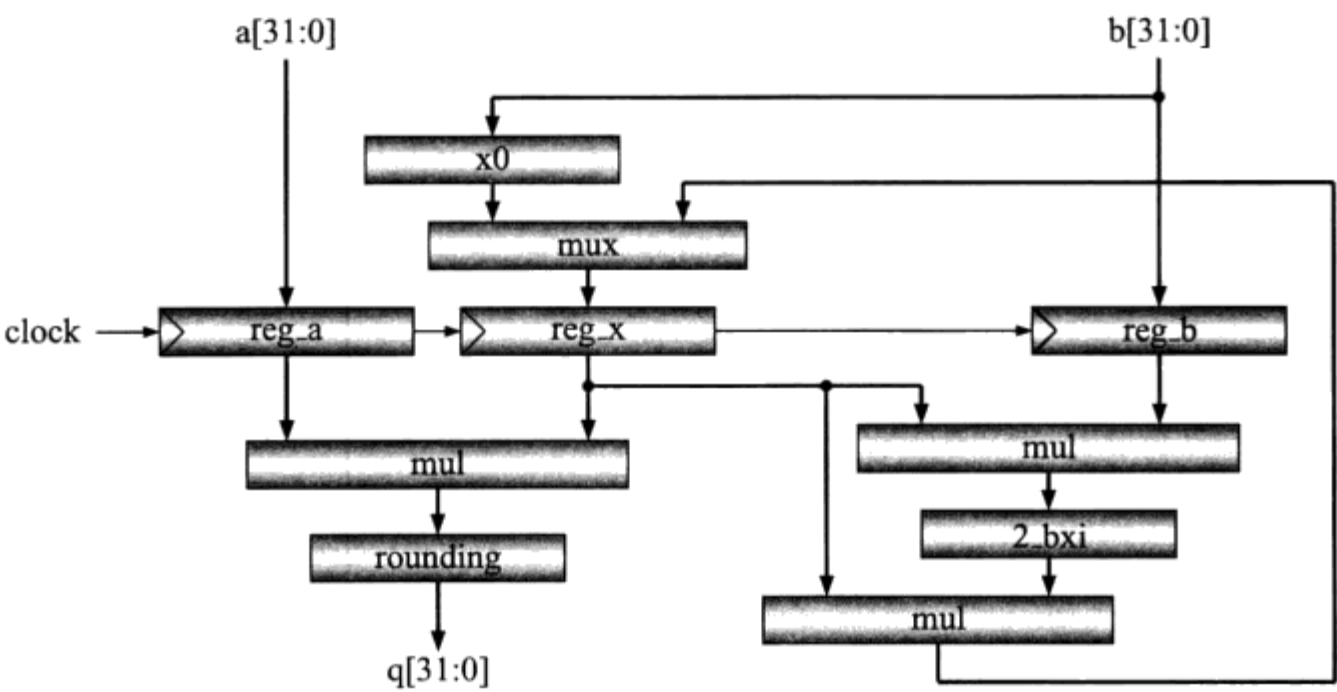 a[31:0]
b[31:0]
x0
mux
clock
reg_a
reg_x
reg_b
mul
mul
2_bxi
rounding
mul
q[31:0]